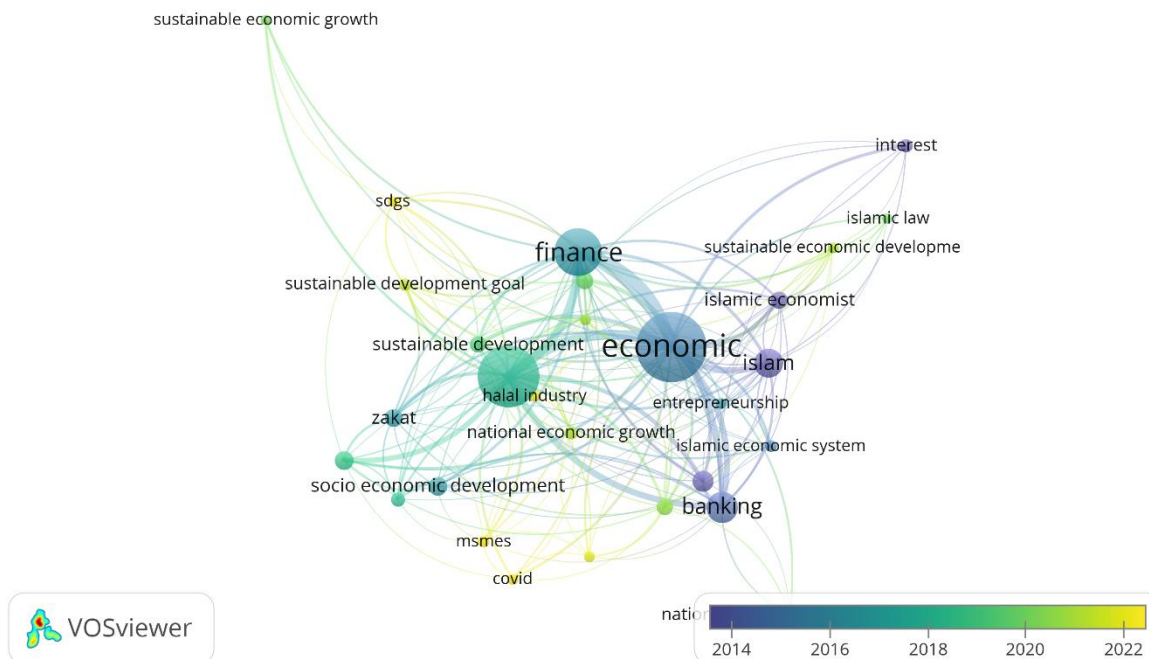 sustainable economic growth
interest
sdgs
islamic law
finance
sustainable economic developme
sustainable development goal
islamic economist
sustainable development
economic
islam
halal industry
entrepreneurship
zakat
national economic growth
islamic economic system
socio economic development
banking
msmes
covid
natio
VOSviewer
2014 2016 2018 2020 2022